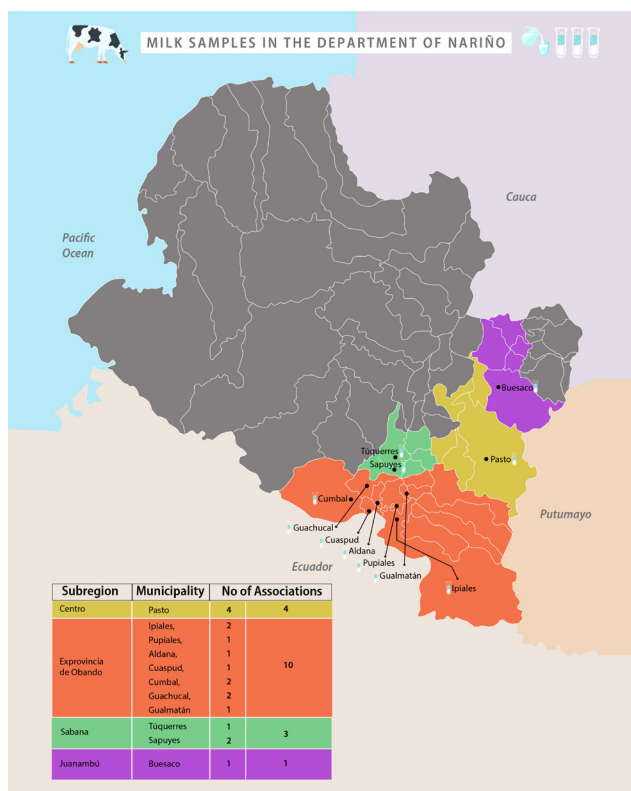 MILK SAMPLES IN THE DEPARTMENT OF NARIÑO
Cauca
Pacific
Ocean
Buesaco
Túquerres
Pasto
Sapuyes
Cumbal
Putumayo
Guachucal
Cuaspud
Aldana
Pupiales
Ecuador
Gualmatán
Ipiales
Subregion Municipality No of Associations
Centro Pasto 4 4
Ipiales, 2
Pupiales, 1
Aldana, 1
Exprovincia
de Obando
Cuaspud, 1
10
Cumbal, 2
Guachucal, 2
Gualmatán 1
Sabana
Túquerres 1
3
Sapuyes 2
Juanambú Buesaco 1 1